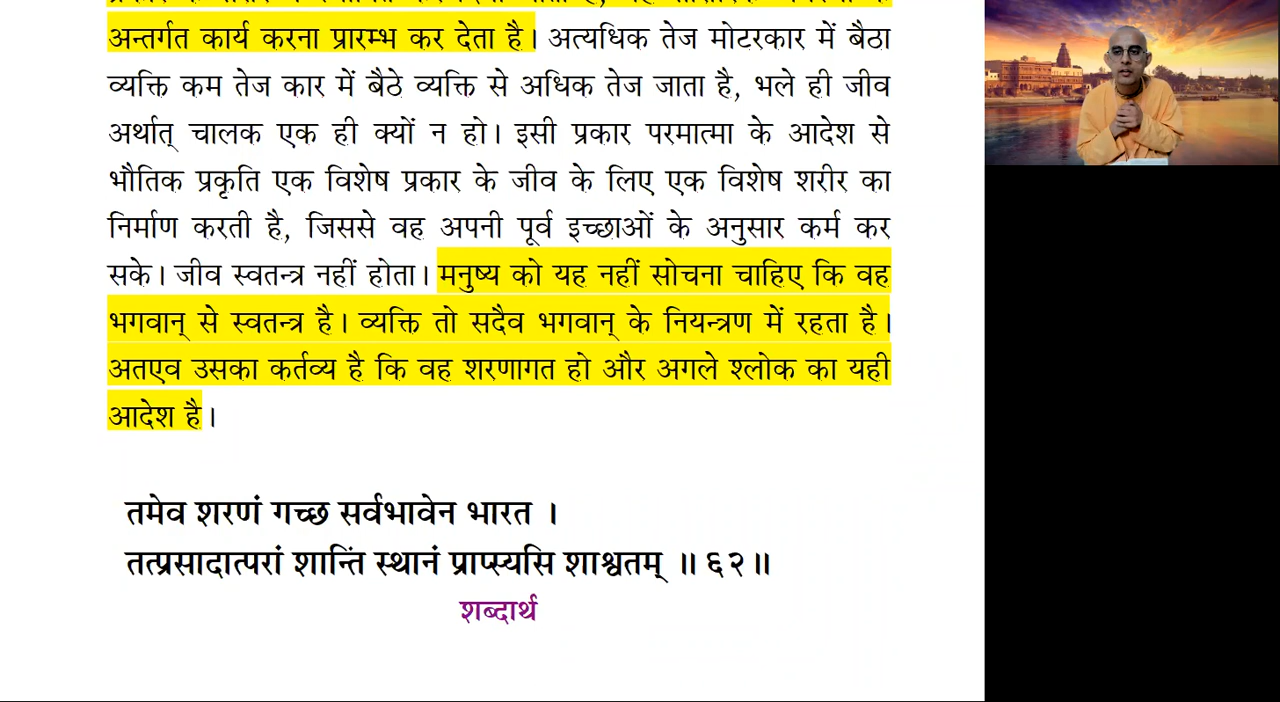 अन्तर्गत कार्य करना प्रारम्भ कर देता है। अत्यधिक तेज मोटरकार में बैठा
व्यक्ति कम तेज कार में बैठे व्यक्ति से अधिक तेज जाता है, भले ही जीव
अर्थात् चालक एक ही क्यों न हो। इसी प्रकार परमात्मा के आदेश से
भौतिक प्रकृति एक विशेष प्रकार के जीव के लिए एक विशेष शरीर का
निर्माण करती है, जिससे वह अपनी पूर्व इच्छाओं के अनुसार कर्म कर
सके। जीव स्वतन्त्र नहीं होता। मनुष्य को यह नहीं सोचना चाहिए कि वह
भगवान् से स्वतन्त्र है। व्यक्ति तो सदैव भगवान् के नियन्त्रण में रहता है।
अतएव उसका कर्तव्य है कि वह शरणागत हो और अगले श्लोक का यही
आदेश है।
तमेव शरणं गच्छ सर्वभावेन भारत ।
तत्प्रसादात्परां शान्तिं स्थानं प्राप्स्यसि शाश्वतम् ॥ ६२॥
शब्दार्थ